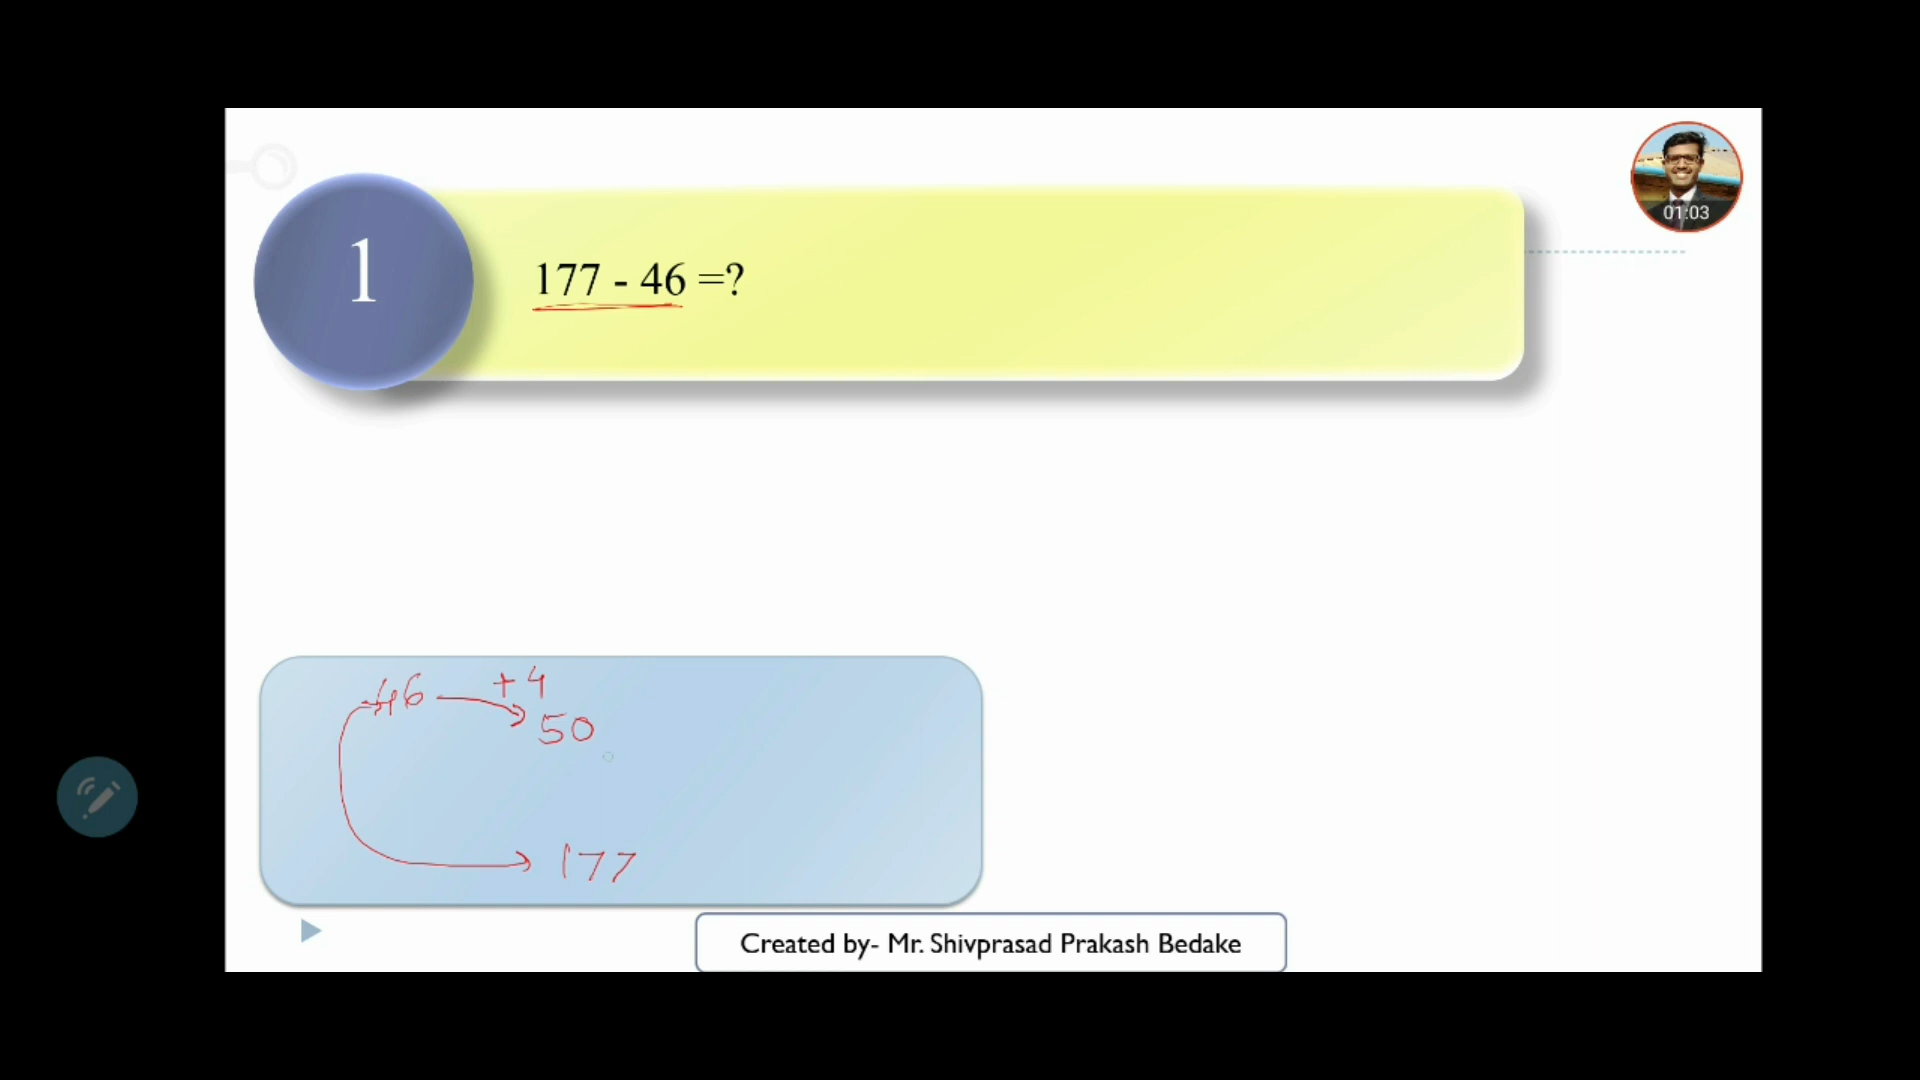 01:03
1
177 - 46 =?
46 +4
50
177
Created by- Mr. Shivprasad Prakash Bedake